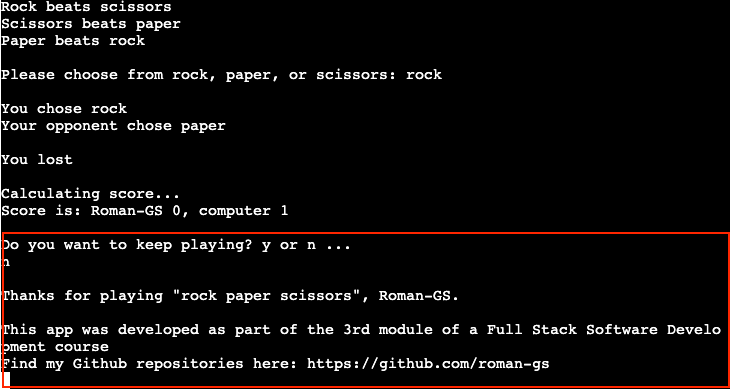 Rock beats scissors
Scissors beats paper
Paper beats rock
Please choose from rock, paper, or scissors: rock
You chose rock
Your opponent chose paper
You lost
Calculating score...
Score is: Roman-GS 0, computer 1
Do you want to keep playing? y or n ...
n
Thanks for playing "rock paper scissors", Roman-GS.
This app was developed as part of the 3rd module of a Full Stack Software Develo
pment course
Find my Github repositories here: https://github.com/roman-gs